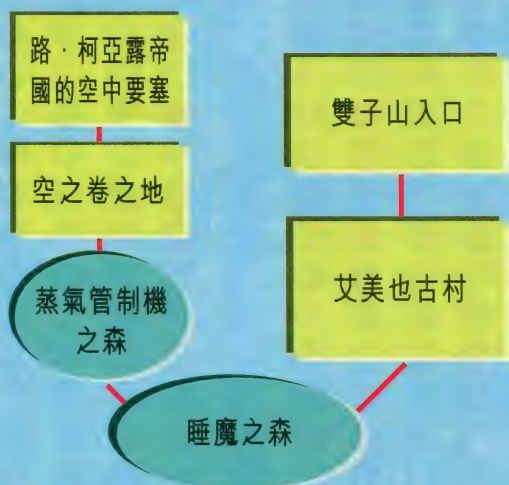 路‧柯亞露帝
國的空中要塞
雙子山入口
空之卷之地
艾美也古村
蒸氣管制機
之森
睡魔之森